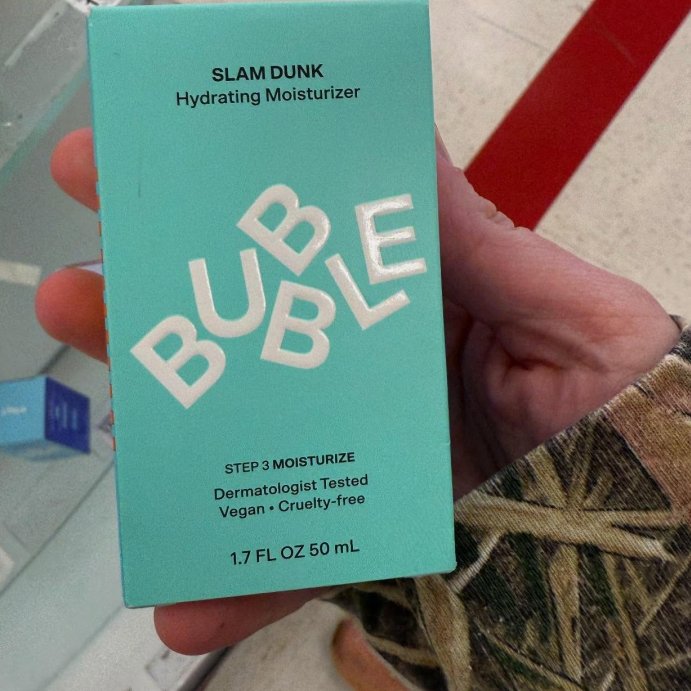 SLAM DUNK
Hydrating Moisturizer
BUBBLE
STEP 3 MOISTURIZE
Dermatologist Tested
Vegan • Cruelty-free
1.7 FL OZ 50 mL